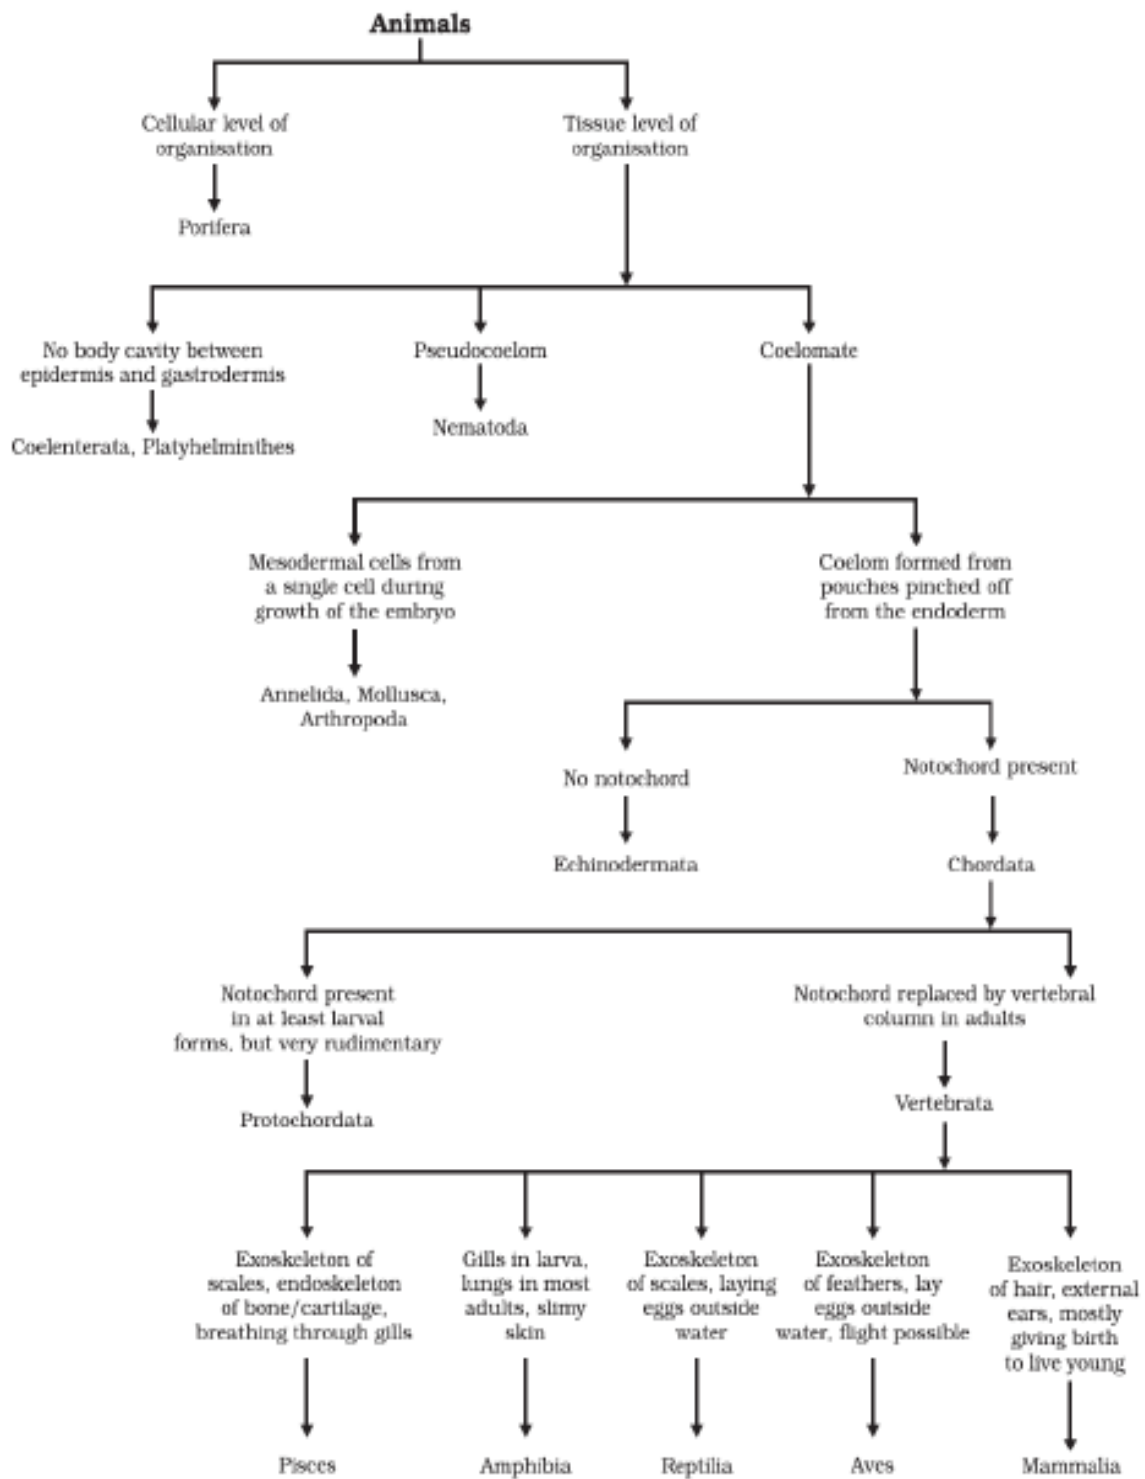 Animals
Cellular level of
organisation
Tissue level of
organisation
Porifera
No body cavity between
epidermis and gastrodermis
Pseudocoelom
Coelomate
Coelenterata, Platyhelminthes
Nematoda
Mesodermal cells from
a single cell during
growth of the embryo
Coelom formed from
pouches pinched off
from the endoderm
Annelida, Mollusca,
Arthropoda
No notochord
Notochord present
Echinodermata
Chordata
Notochord present
in at least larval
forms, but very rudimentary
Notochord replaced by vertebral
column in adults
Protochordata
Vertebrata
Exoskeleton of
scales, endoskeleton
of bone/cartilage,
breathing through gills
Gills in larva,
lungs in most
adults, slimy
skin
Exoskeleton
of scales, laying
eggs outside
water
Exoskeleton
of feathers, lay
eggs outside
water, flight possible
Exoskeleton
of hair, external
ears, mostly
giving birth
to live young
Pisces
Amphibia
Reptilia
Aves
Mammalia